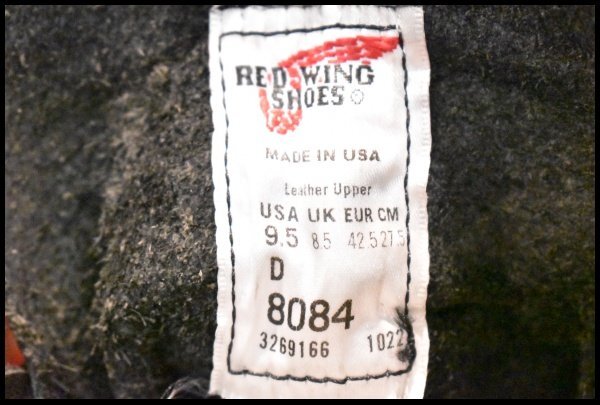 RED WING
SHOES®
MADE IN USA
Leather Upper
USA UK EUR CM
9.5 8.5 42.5 27.5
D
8084
3269166 1022